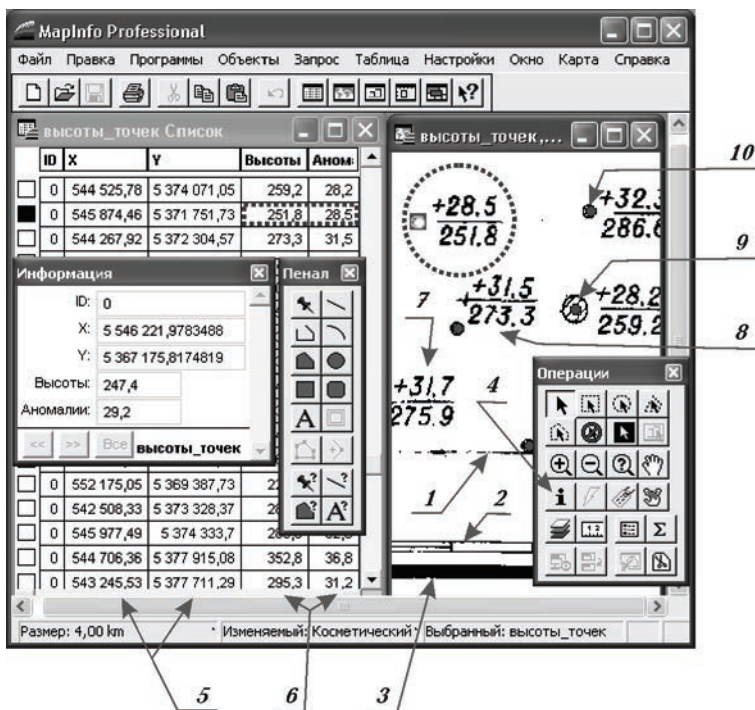 MapInfo Professional
Файл Правка Программы Объекты Запрос Таблица Настройки Окно Карта Справка
высоты_точек Список
ID X Y Высоты Аном
0 544 525,78 5 374 071,05 259,2 28,2
0 545 874,46 5 371 751,73 251,8 28,5
0 544 267,92 5 372 304,57 273,3 31,5
Информация
ID: 0
X: 5 546 221,9783488
Y: 5 367 175,8174819
Высоты: 247,4
Аномалии: 29,2
<< >> Все высоты_точек
Пенал
0 552 175,05 5 369 387,73
0 542 508,33 5 373 328,37
0 545 977,49 5 374 333,7
0 544 706,36 5 377 915,08 352,8 36,8
0 543 245,53 5 377 711,29 295,3 31,2
высоты_точек,...
+28.5
251.8
+32.3
286.6
+31.5
273.3
+28.2
259.2
+31.7
275.9
Операции
Размер: 4,00 km Изменяемый: Косметический Выбранный: высоты_точек
10
9
8
7
4
1
2
5
6
3